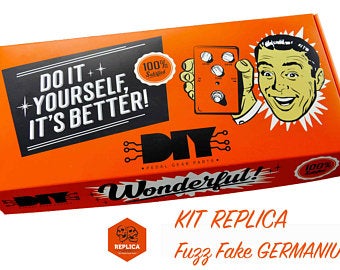 DO IT
YOURSELF,
IT'S BETTER!
100%
Satisfied
DIY
PEDAL GEAR PARTS
DIY
Wonderful!
100%
REPLICA
KIT REPLICA
Fuzz Fake GERMANIU